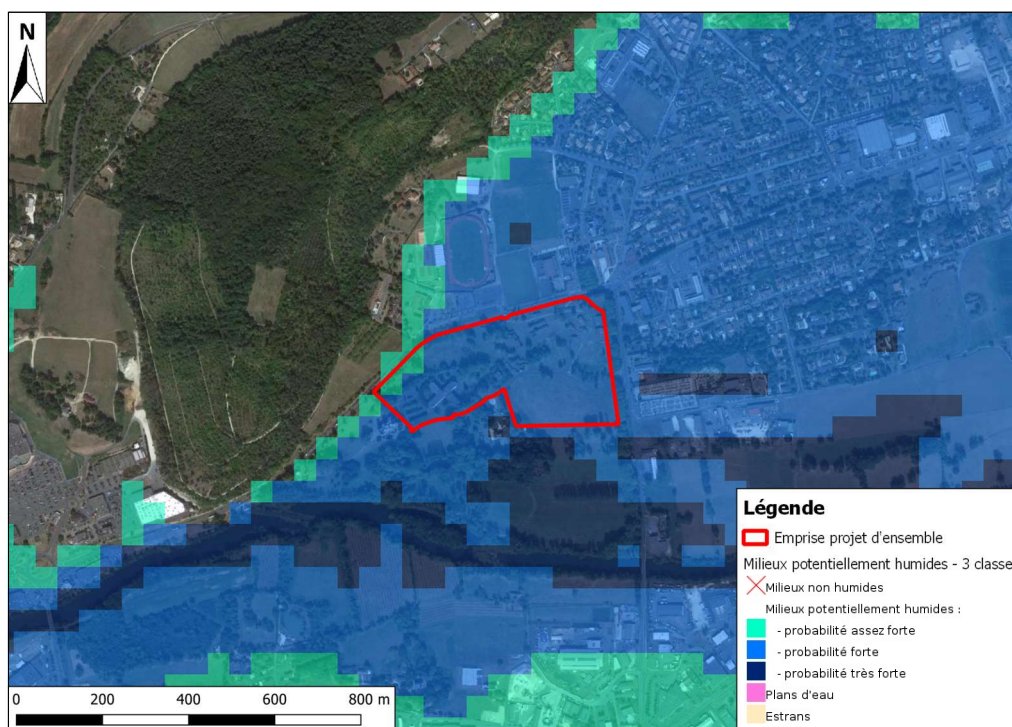 N
Légende
Emprise projet d'ensemble
Milieux potentiellement humides - 3 classe
Milieux non humides
Milieux potentiellement humides :
- probabilité assez forte
- probabilité forte
- probabilité très forte
Plans d'eau
Estrans
0 200 400 600 800 m